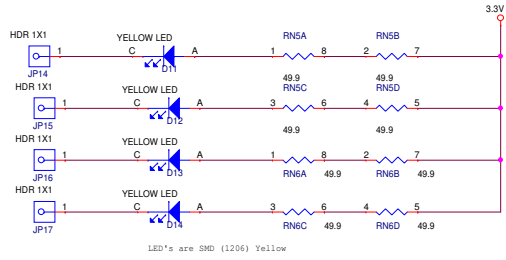 3.3V
HDR 1X1 YELLOW LED RN5A RN5B
1 C A 1 8 2 7
JP14 D11 49.9 49.9
HDR 1X1 YELLOW LED RN5C RN5D
1 C A 3 6 4 5
JP15 D12 49.9 49.9
HDR 1X1 YELLOW LED
1 C A 1 8 2 7
JP16 D13 RN6A 49.9 RN6B 49.9
HDR 1X1 YELLOW LED
1 C A 3 6 4 5
JP17 D14 RN6C 49.9 RN6D 49.9
LED's are SMD (1206) Yellow